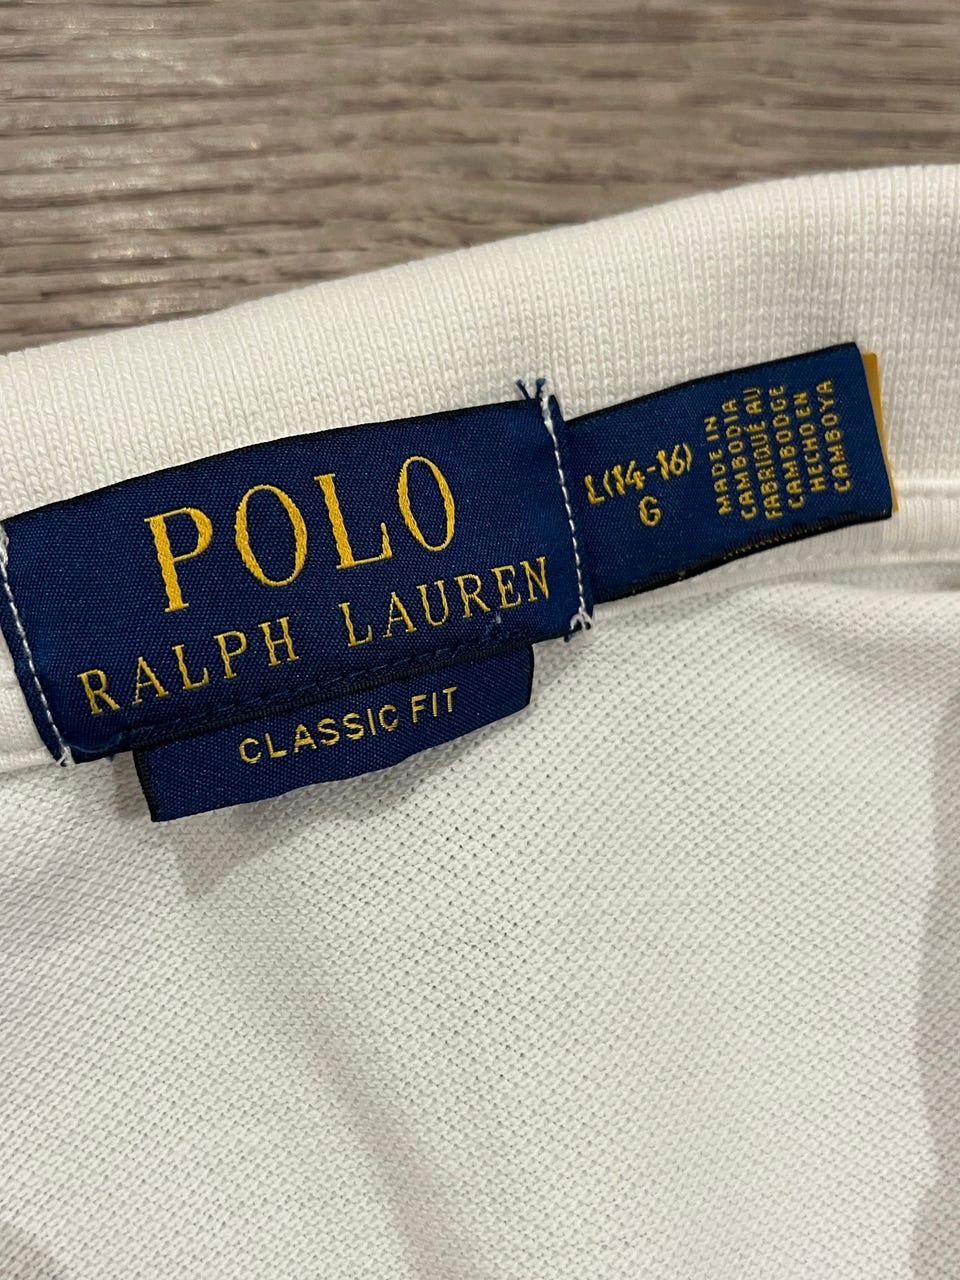 POLO
RALPH LAUREN
CLASSIC FIT
L(14-16)
G
MADE IN
CAMBODIA
FABRIQUÉ AU
CAMBODGE
HECHO EN
CAMBOYA